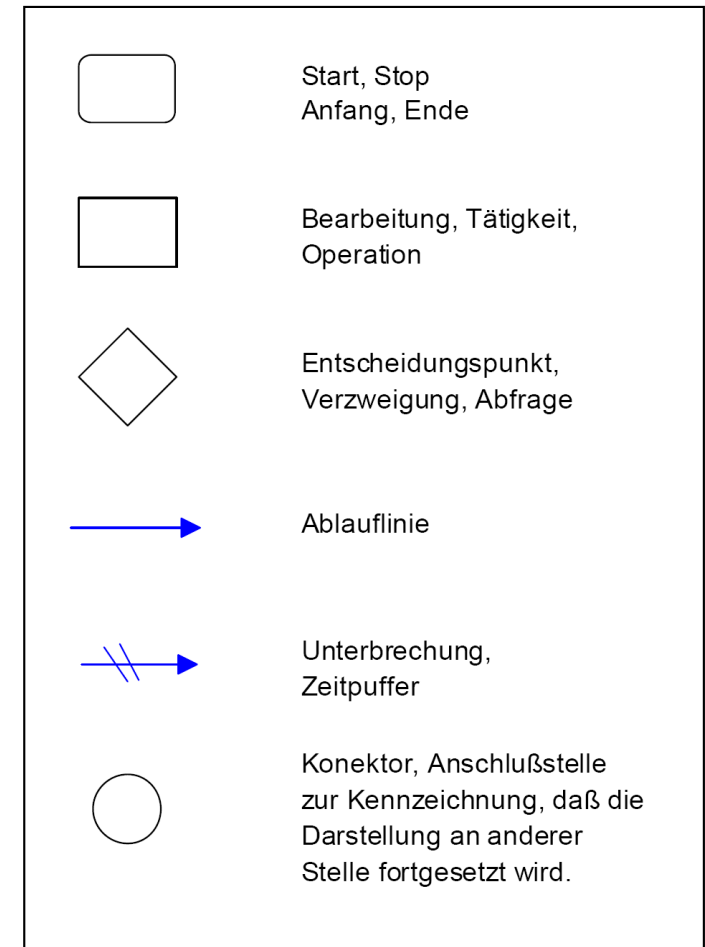 Start, Stop
Anfang, Ende
Bearbeitung, Tätigkeit,
Operation
Entscheidungspunkt,
Verzweigung, Abfrage
Ablauflinie
Unterbrechung,
Zeitpuffer
Konektor, Anschlußstelle
zur Kennzeichnung, daß die
Darstellung an anderer
Stelle fortgesetzt wird.